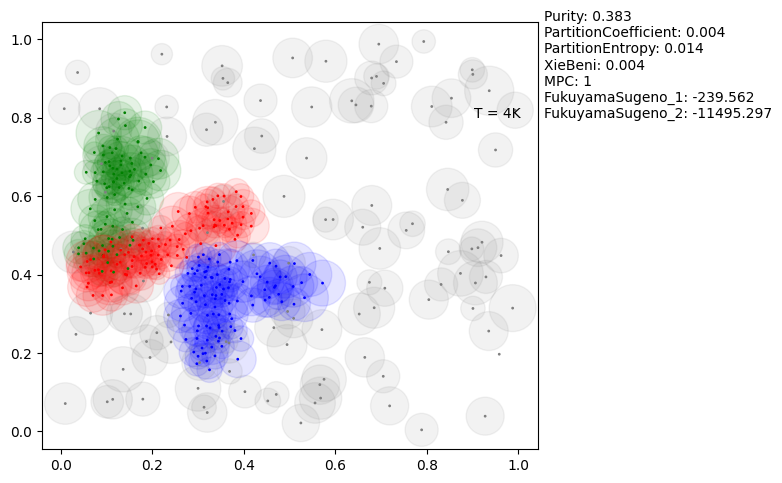 Purity: 0.383
PartitionCoefficient: 0.004
PartitionEntropy: 0.014
XieBeni: 0.004
MPC: 1
FukuyamaSugeno_1: -239.562
FukuyamaSugeno_2: -11495.297
T = 4K
1.0
0.8
0.6
0.4
0.2
0.0
0.0 0.2 0.4 0.6 0.8 1.0